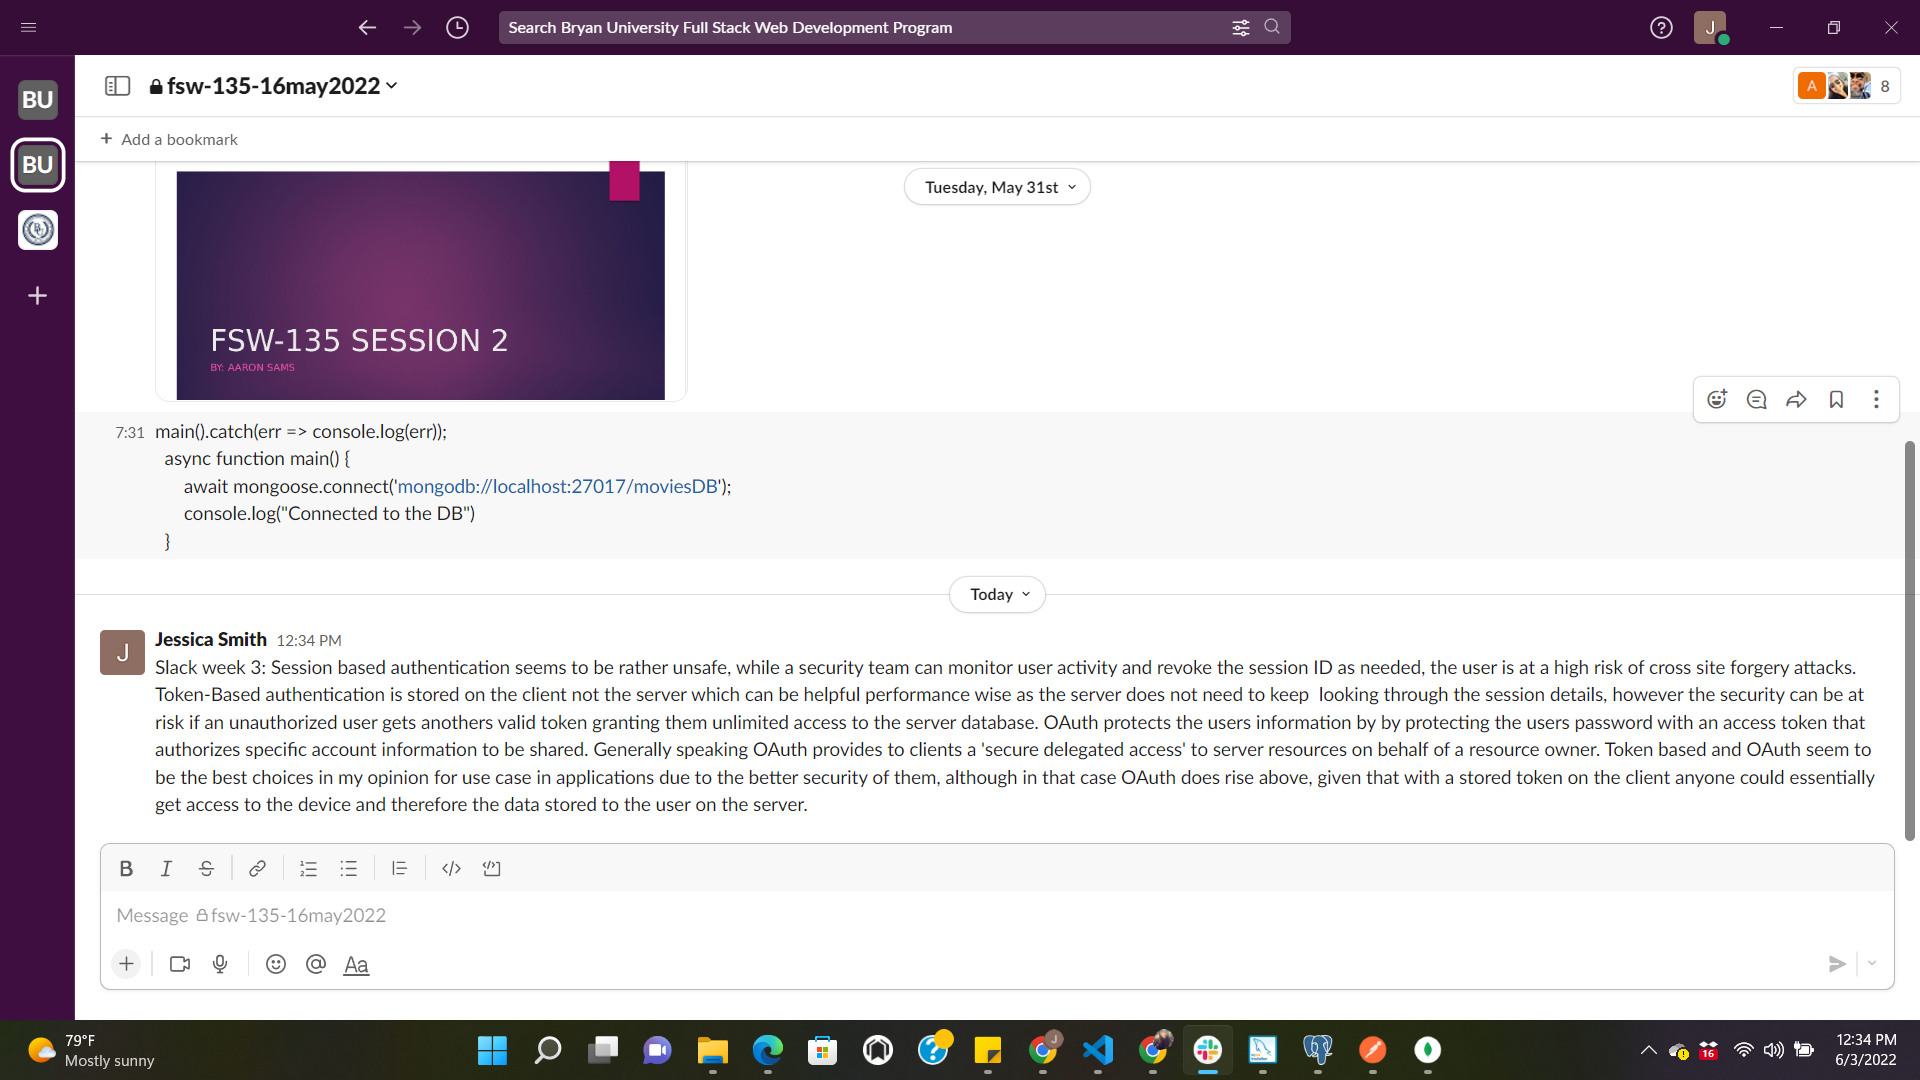 Search Bryan University Full Stack Web Development Program
J
BU
BU
fsw-135-16may2022
A
8
+ Add a bookmark
Tuesday, May 31st
FSW-135 SESSION 2
BY: AARON SAMS
7:31 main().catch(err => console.log(err));
async function main() {
await mongoose.connect('mongodb://localhost:27017/moviesDB');
console.log("Connected to the DB")
}
Today
J
Jessica Smith 12:34 PM
Slack week 3: Session based authentication seems to be rather unsafe, while a security team can monitor user activity and revoke the session ID as needed, the user is at a high risk of cross site forgery attacks.
Token-Based authentication is stored on the client not the server which can be helpful performance wise as the server does not need to keep  looking through the session details, however the security can be at
risk if an unauthorized user gets anothers valid token granting them unlimited access to the server database. OAuth protects the users information by by protecting the users password with an access token that
authorizes specific account information to be shared. Generally speaking OAuth provides to clients a 'secure delegated access' to server resources on behalf of a resource owner. Token based and OAuth seem to
be the best choices in my opinion for use case in applications due to the better security of them, although in that case OAuth does rise above, given that with a stored token on the client anyone could essentially
get access to the device and therefore the data stored to the user on the server.
B I S
Message fsw-135-16may2022
Aa
79°F
Mostly sunny
J
16
12:34 PM
6/3/2022